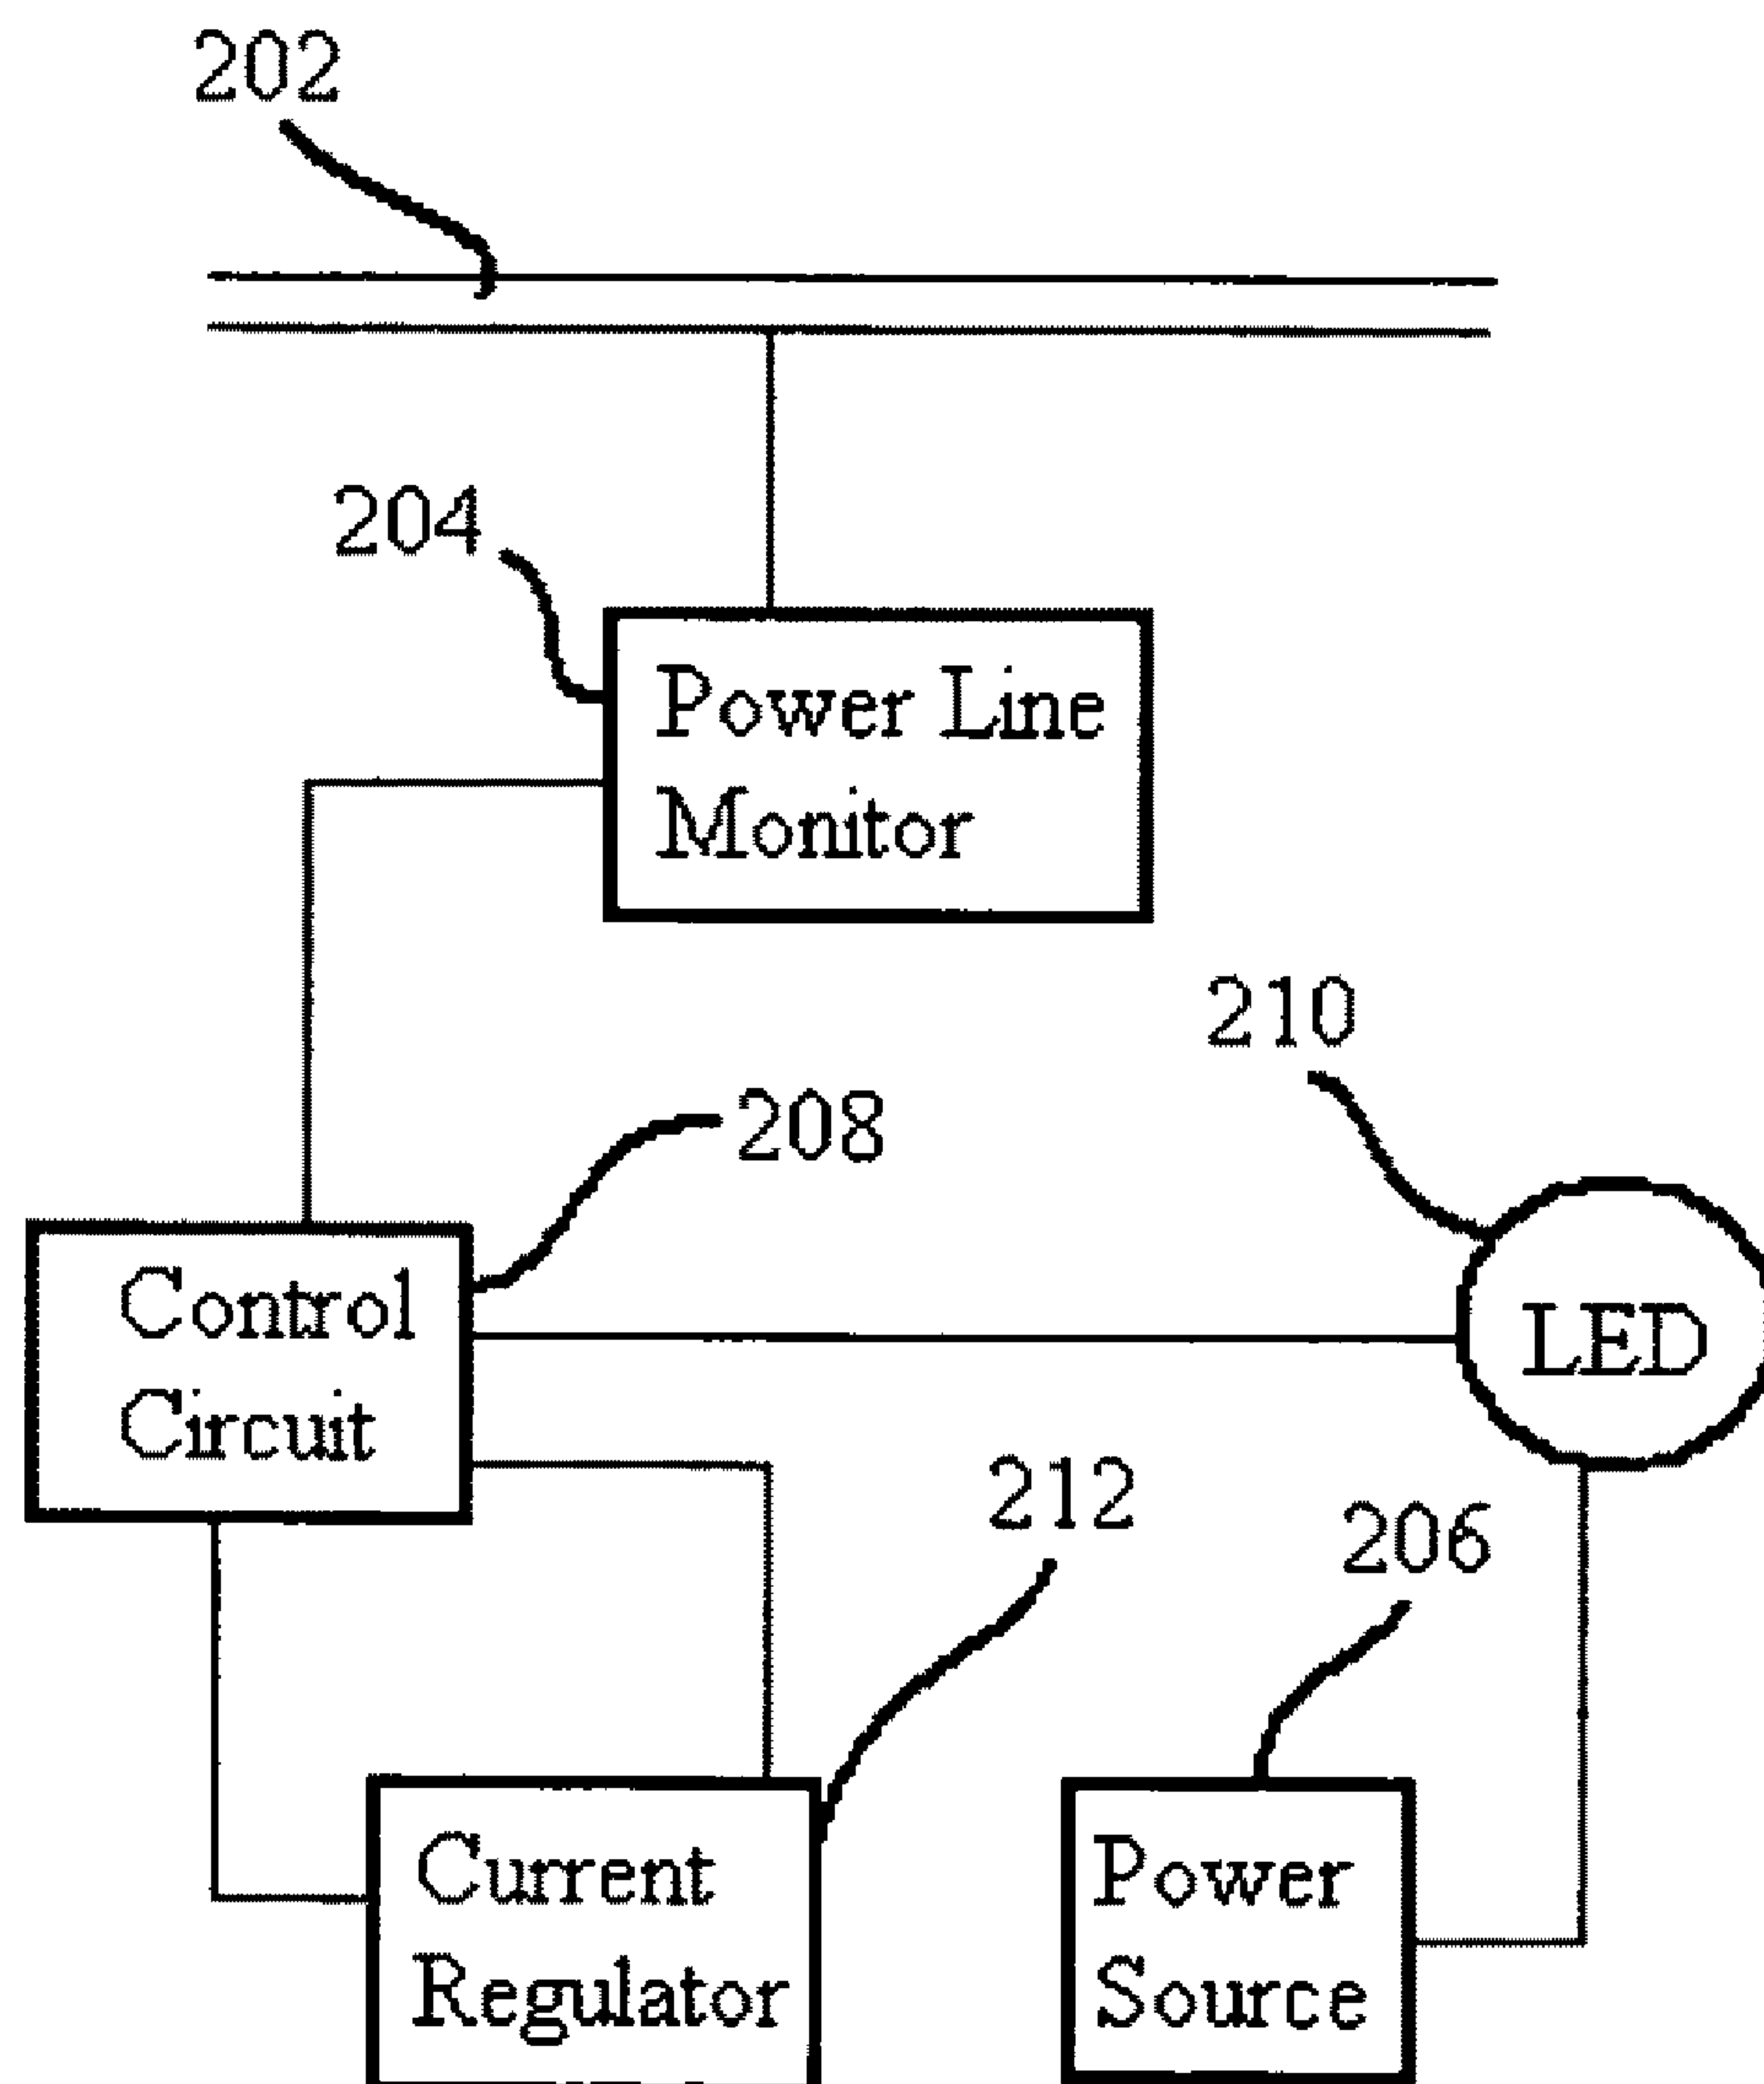 202
204
Power Line
Monitor
210
208
Control
Circuit
LED
212
206
Current
Regulator
Power
Source